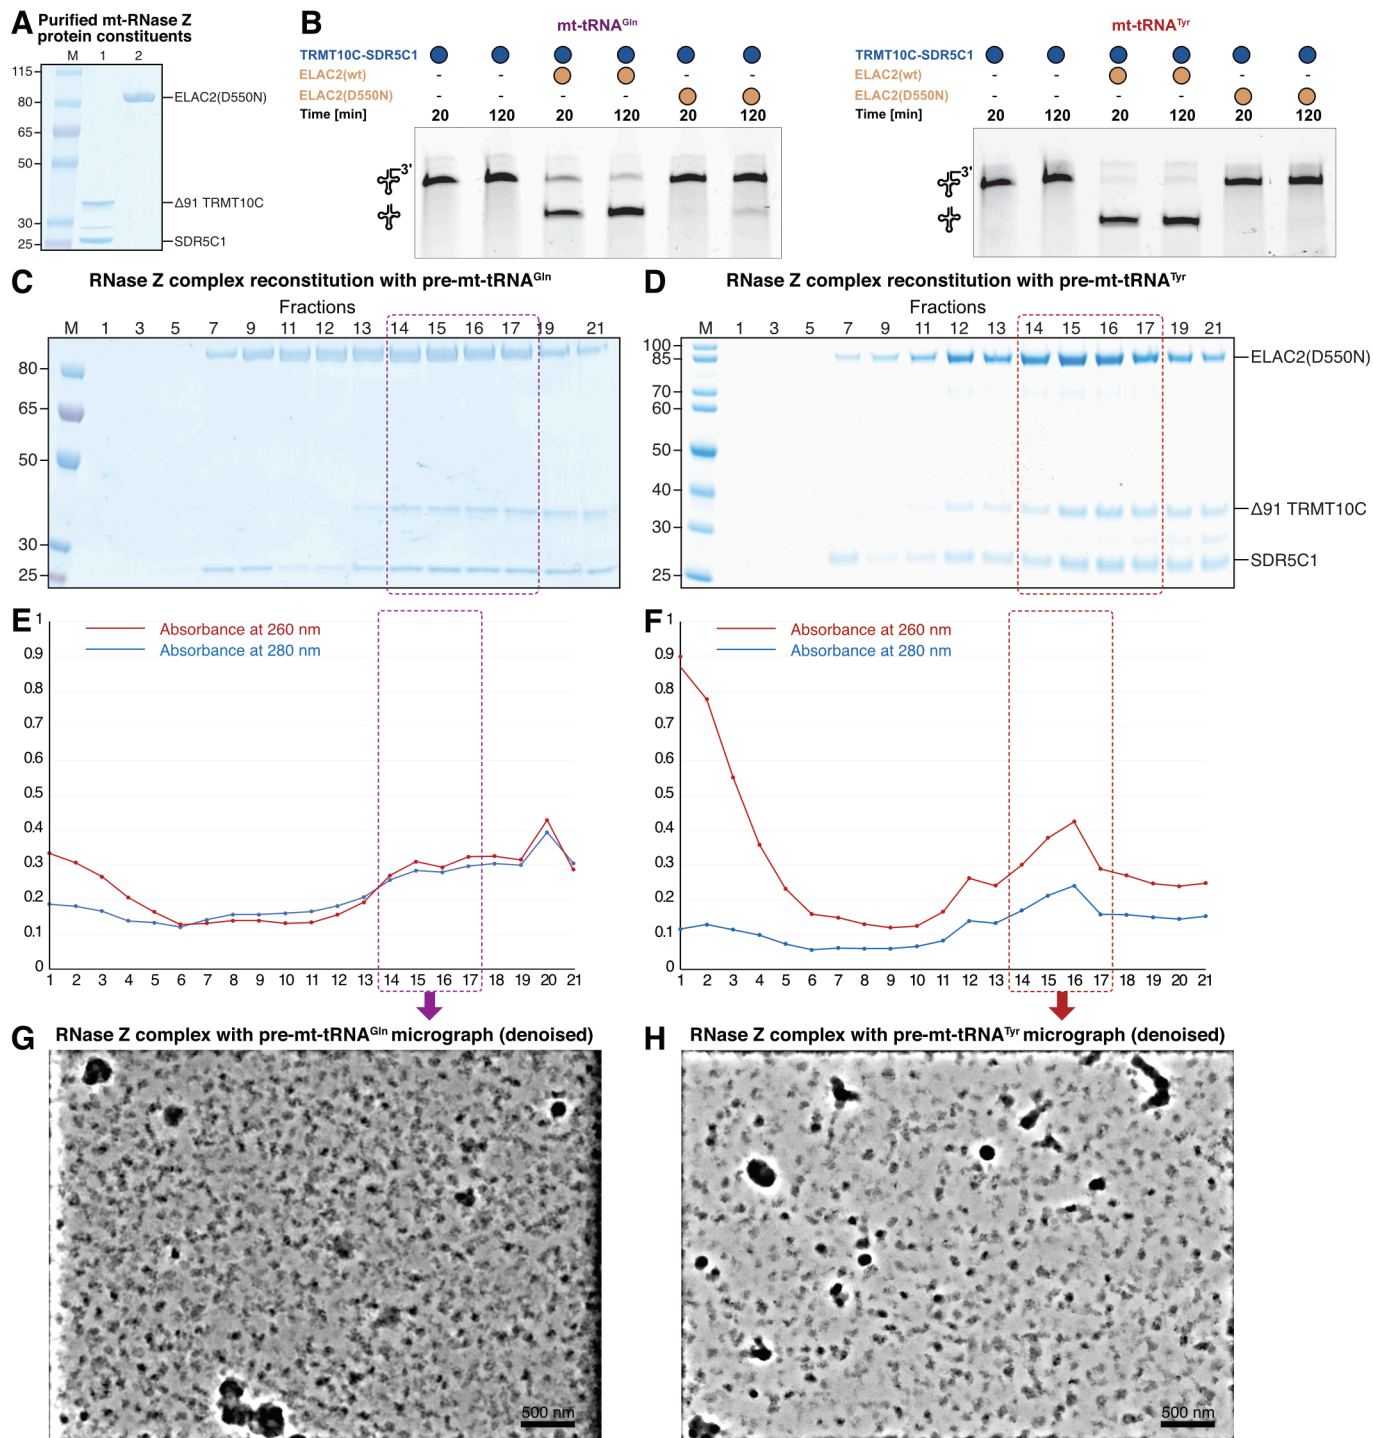 A Purified mt-RNase Z
protein constituents
M 1 2
115
80
65
50
30
25
ELAC2(D550N)
Δ91 TRMT10C
SDR5C1
B
mt-tRNAGln
TRMT10C-SDR5C1
ELAC2(wt) - - - -
ELAC2(D550N) - - - -
Time [min] 20 120 20 120 20 120
3'
mt-tRNATyr
TRMT10C-SDR5C1
ELAC2(wt) - - - -
ELAC2(D550N) - - - -
Time [min] 20 120 20 120 20 120
3'
C RNase Z complex reconstitution with pre-mt-tRNAGln
Fractions
M 1 3 5 7 9 11 12 13 14 15 16 17 19 21
80
65
50
30
25
D RNase Z complex reconstitution with pre-mt-tRNATyr
Fractions
M 1 3 5 7 9 11 12 13 14 15 16 17 19 21
100
85
70
60
50
40
30
25
ELAC2(D550N)
Δ91 TRMT10C
SDR5C1
E
Absorbance at 260 nm
Absorbance at 280 nm
1
0.9
0.8
0.7
0.6
0.5
0.4
0.3
0.2
0.1
0
1 2 3 4 5 6 7 8 9 10 11 12 13 14 15 16 17 18 19 20 21
F
Absorbance at 260 nm
Absorbance at 280 nm
1
0.9
0.8
0.7
0.6
0.5
0.4
0.3
0.2
0.1
0
1 2 3 4 5 6 7 8 9 10 11 12 13 14 15 16 17 18 19 20 21
G RNase Z complex with pre-mt-tRNAGln micrograph (denoised)
500 nm
H RNase Z complex with pre-mt-tRNATyr micrograph (denoised)
500 nm